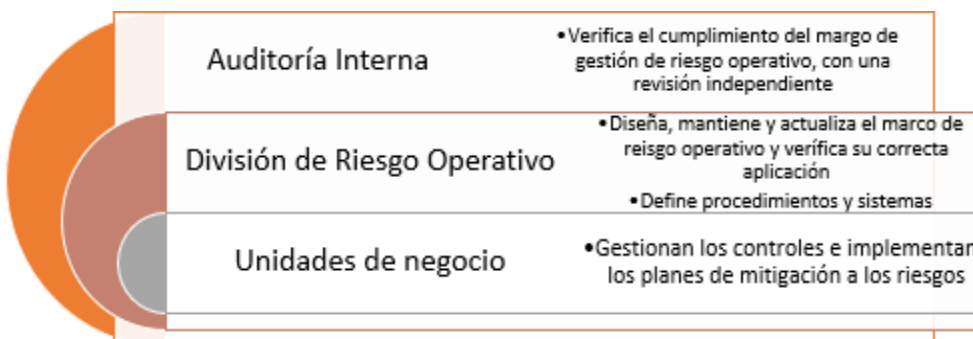 Auditoría Interna
•Verifica el cumplimiento del margo de
gestión de riesgo operativo, con una
revisión independiente
División de Riesgo Operativo
•Diseña, mantiene y actualiza el marco de
reisgo operativo y verífica su correcta
aplicación
•Define procedimientos y sistemas
Unidades de negocio
•Gestionan los controles e implementan
los planes de mitigación a los riesgos